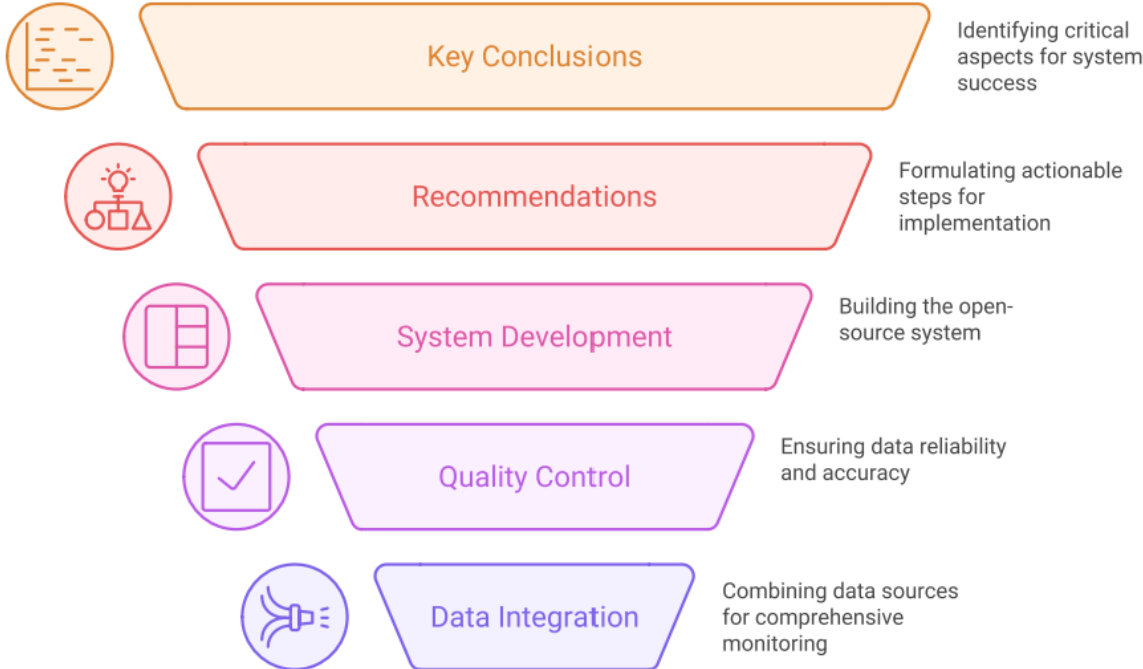 Key Conclusions
Identifying critical
aspects for system
success
Recommendations
Formulating actionable
steps for
implementation
System Development
Building the open-
source system
Quality Control
Ensuring data reliability
and accuracy
Data Integration
Combining data sources
for comprehensive
monitoring